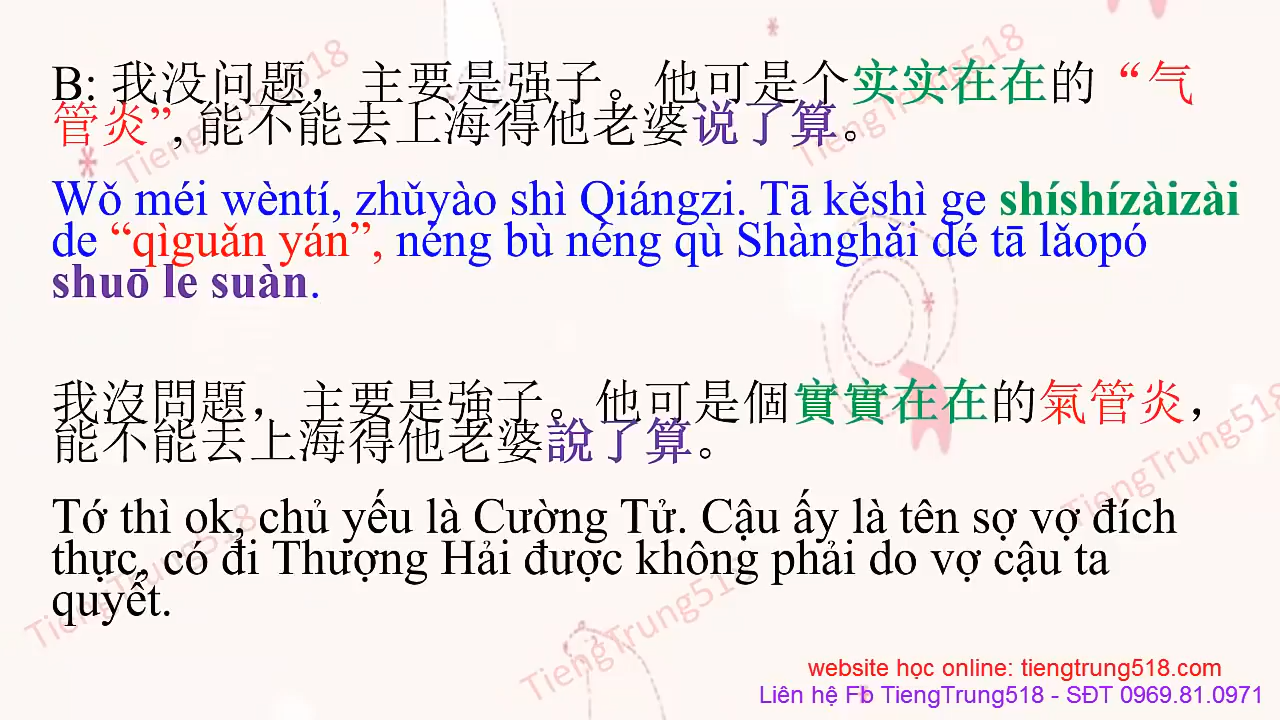 B: 我没问题，主要是强子。他可是个实实在在的“气
管炎”, 能不能去上海得他老婆说了算。
Wǒ méi wèntí, zhǔyào shì Qiángzi. Tā kěshì ge shíshízàizài
de “qìguǎn yán”, néng bù néng qù Shànghǎi dé tā lǎopó
shuō le suàn.
我沒問題，主要是強子。他可是個實實在在的氣管炎，
能不能去上海得他老婆說了算。
Tớ thì ok, chủ yếu là Cường Tử. Cậu ấy là tên sợ vợ đích
thực, có đi Thượng Hải được không phải do vợ cậu ta
quyết.
website học online: tiengtrung518.com
Liên hệ Fb TiengTrung518 - SĐT 0969.81.0971
TiengTrung518
TiengTrung518
TiengTrung518
TiengTrung518
TiengTrung518